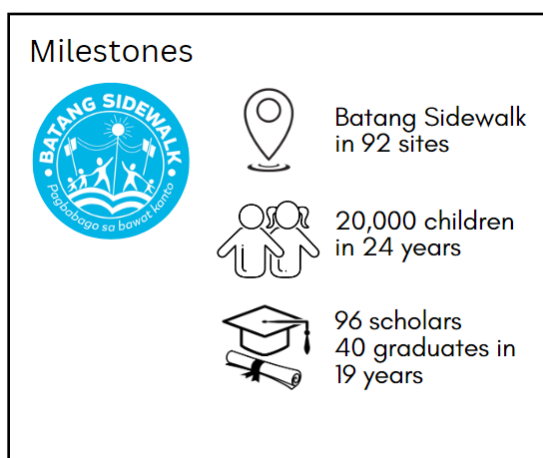 Milestones
BATANG SIDEWALK
Pagbabago sa bawat kanto
Batang Sidewalk
in 92 sites
20,000 children
in 24 years
96 scholars
40 graduates in
19 years